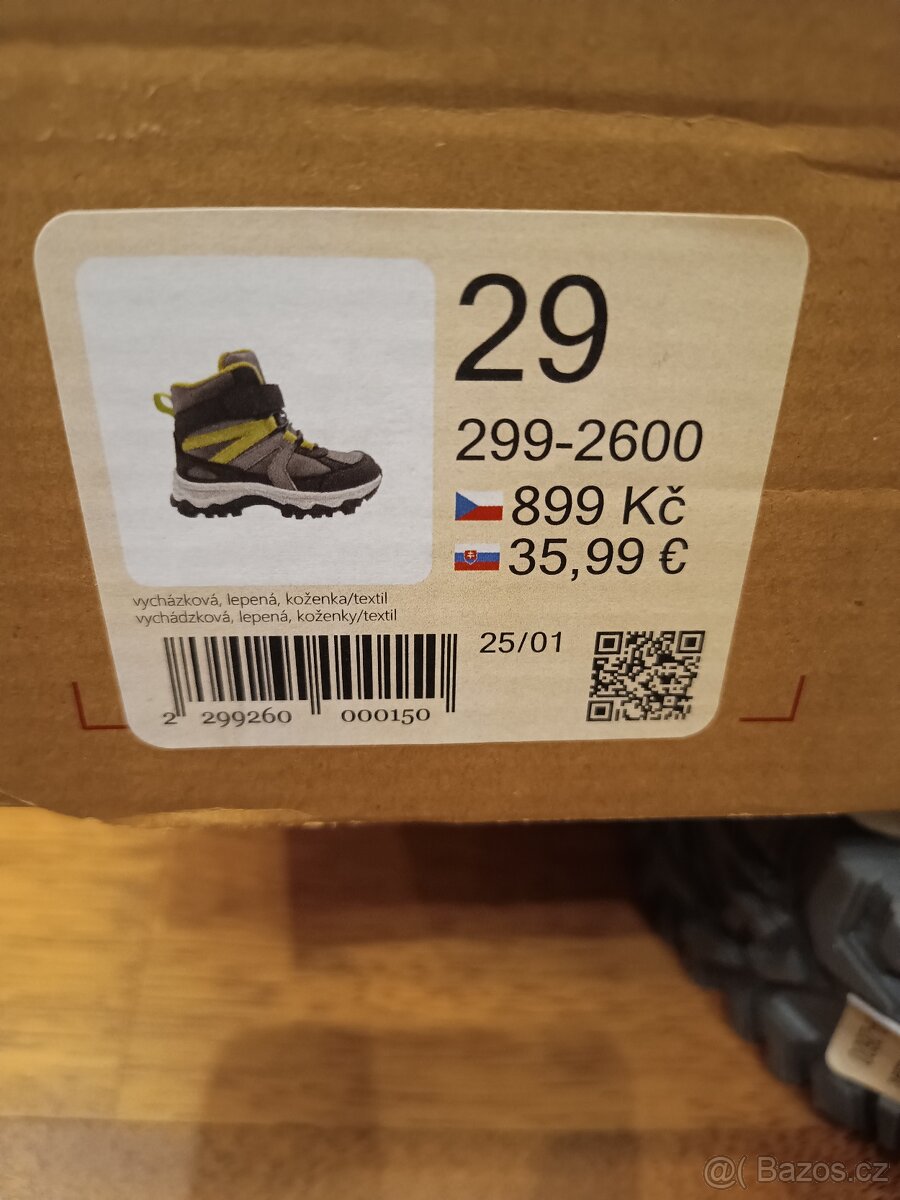 29
299-2600
899 Kč
35,99 €
vycházková, lepená, koženka/textil
vychádzková, lepená, koženky/textil
25/01
2 299260 000150
@( Bazos.cz